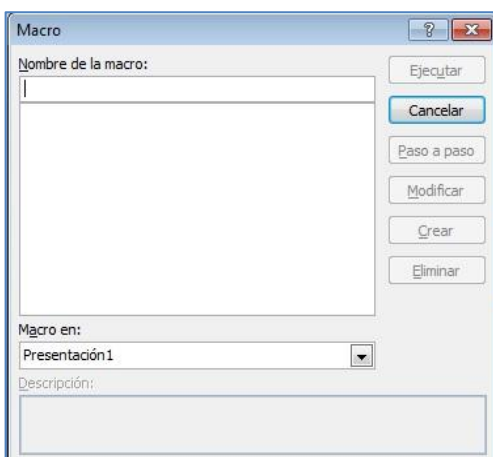 Macro
Nombre de la macro:
Ejecutar
Cancelar
Paso a paso
Modificar
Crear
Eliminar
Macro en:
Presentación1
Descripción: